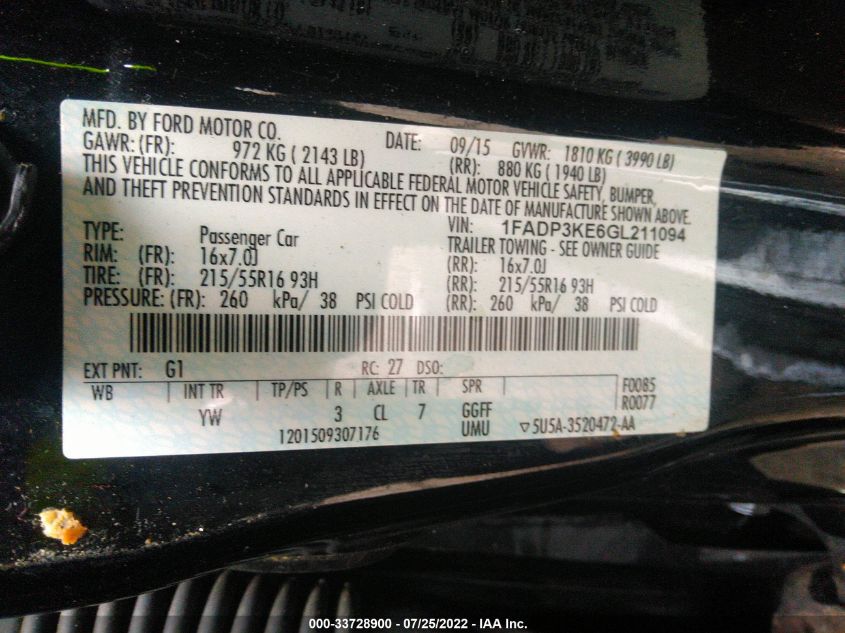 MFD. BY FORD MOTOR CO. DATE: 09/15 GVWR: 1810 KG ( 3990 LB)
GAWR: (FR): 972 KG ( 2143 LB) (RR): 880 KG ( 1940 LB)
THIS VEHICLE CONFORMS TO ALL APPLICABLE FEDERAL MOTOR VEHICLE SAFETY, BUMPER,
AND THEFT PREVENTION STANDARDS IN EFFECT ON THE DATE OF MANUFACTURE SHOWN ABOVE.
VIN: 1FADP3KE6GL211094
TYPE: Passenger Car TRAILER TOWING - SEE OWNER GUIDE
RIM: (FR): 16x7.0J (RR): 16x7.0J
TIRE: (FR): 215/55R16 93H (RR): 215/55R16 93H
PRESSURE: (FR): 260 kPa/ 38 PSI COLD (RR): 260 kPa/ 38 PSI COLD
EXT PNT: G1 RC: 27 DSO:
WB INT TR TP/PS R AXLE TR SPR F0085
YW 3 CL 7 GGFF R0077
1201509307176 UMU ▽5U5A-3520472-AA
000-33728900 - 07/25/2022 - IAA Inc.